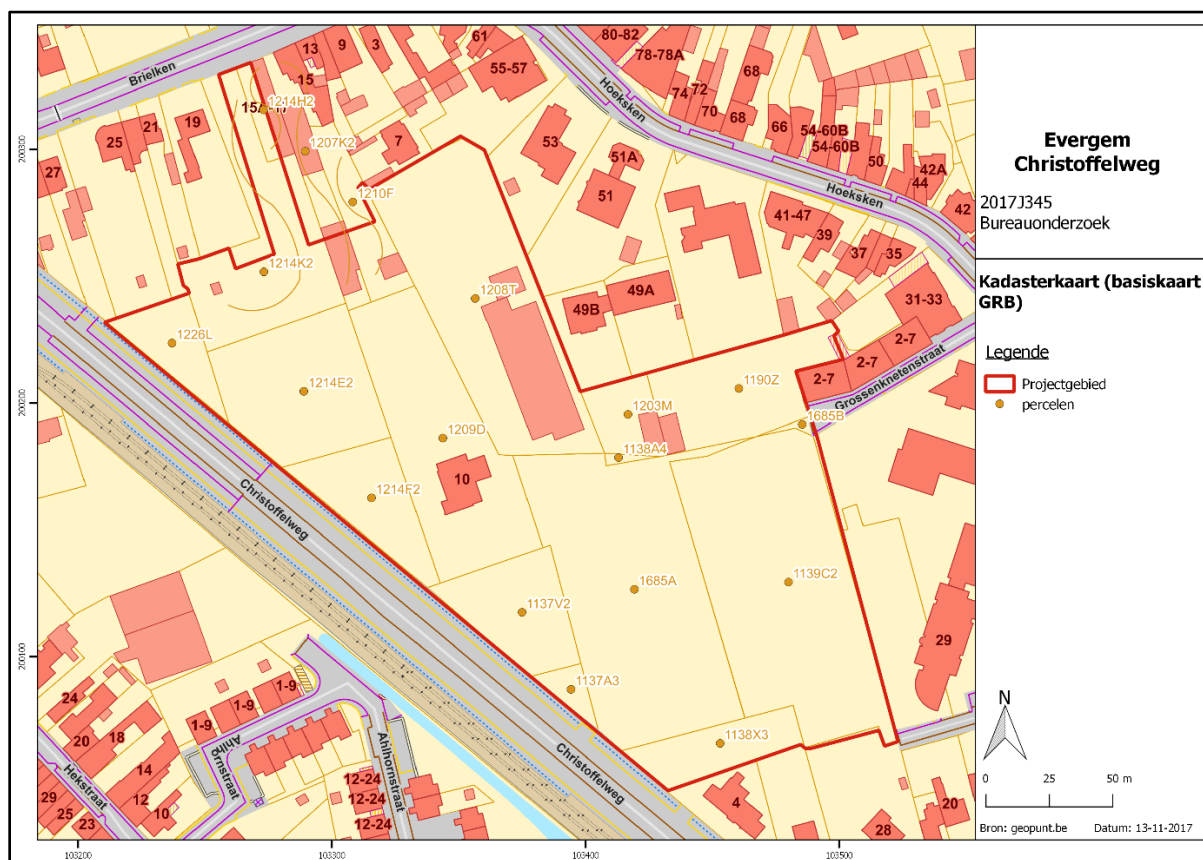 Evergem
Christoffelweg
2017J345
Bureauonderzoek
Kadasterkaart (basiskaart
GRB)
Legende
Projectgebied
percelen
N
0 25 50 m
Bron: geopunt.be Datum: 13-11-2017
Brielken
Hoeksken
Hoeksken
Grossenknetenstraat
Christoffelweg
Christoffelweg
Ahlhornstraat
Ahlhornstraat
Hekstraat
1214H2
1207K2
1210F
1214K2
1208T
1226L
1214E2
1190Z
1203M
1685B
1209D
1138A4
1214F2
1139C2
1685A
1137V2
1137A3
1138X3
13
9
3
61
55-57
80-82
78-78A
74
72
70
68
68
66
54-60B
54-60B
50
44
42A
42
15
25
21
19
27
7
53
51A
51
41-47
39
37
35
31-33
49A
49B
2-7
2-7
2-7
10
29
4
28
20
24
20
18
14
12
10
29
25
23
1-9
1-9
1-9
12-24
12-24
12-24
200300
200200
200100
103200
103300
103400
103500